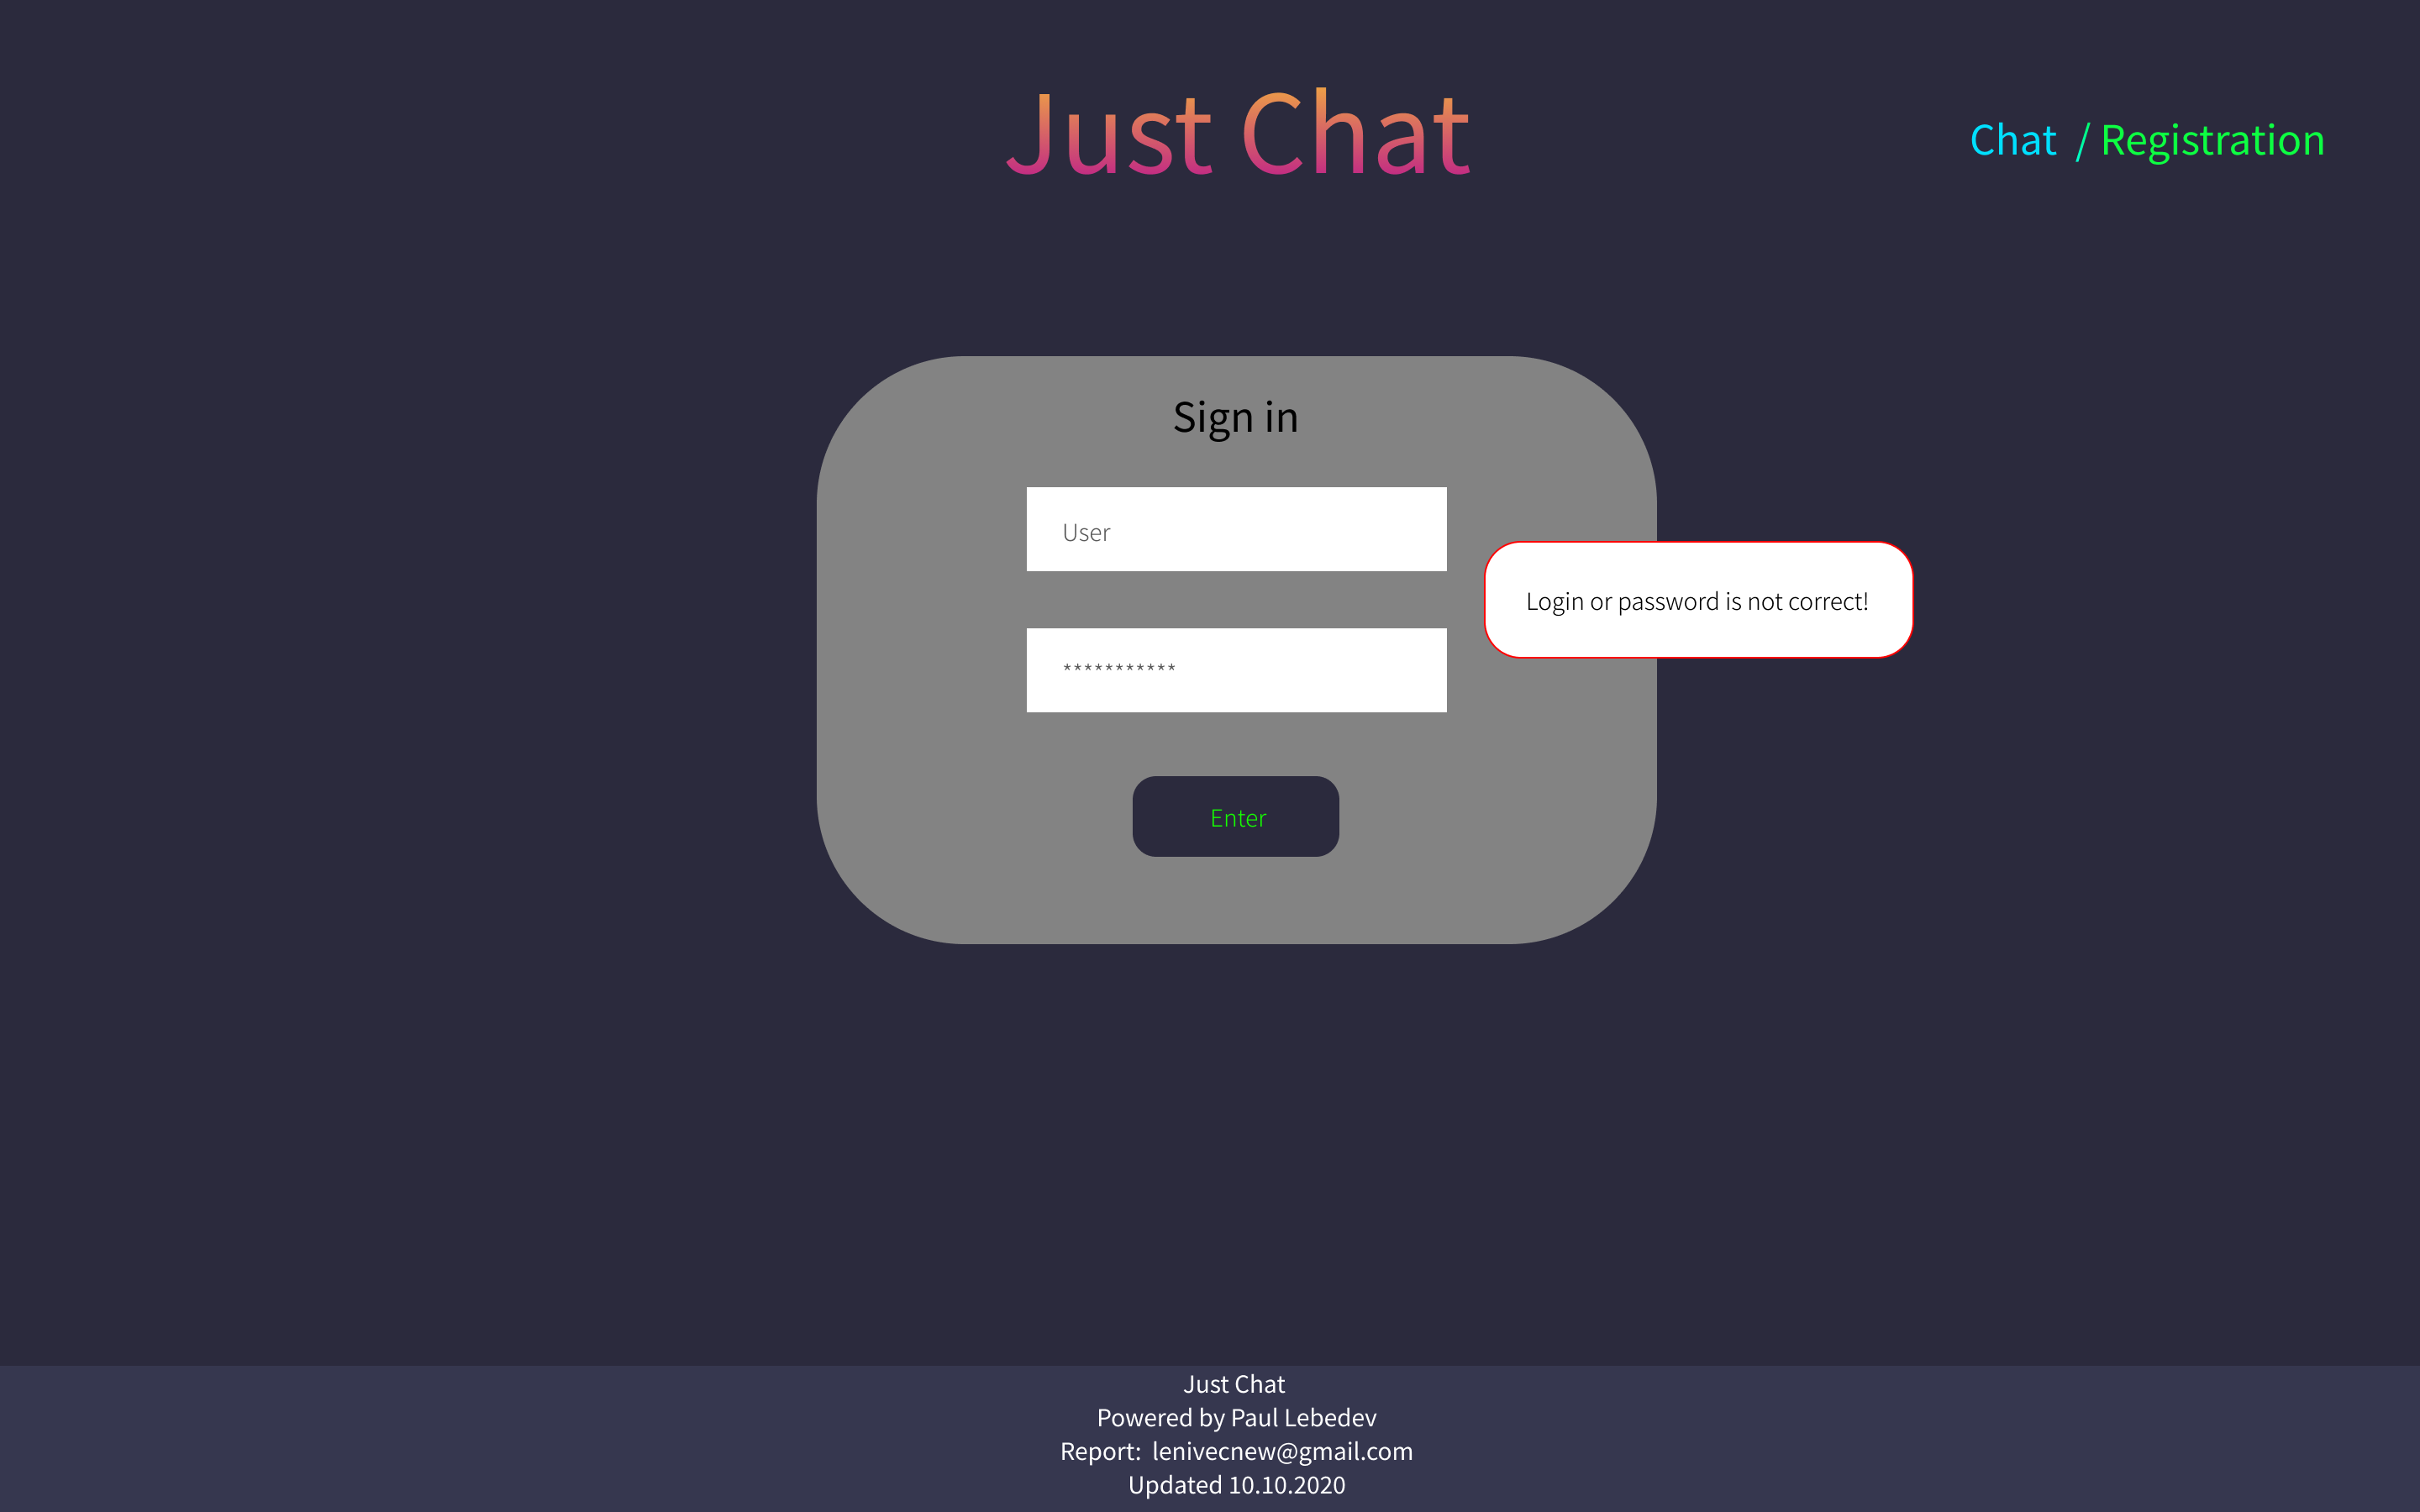 Just Chat
Chat / Registration
Sign in
User
Login or password is not correct!
***********
Enter
Just Chat
Powered by Paul Lebedev
Report: lenivecnew@gmail.com
Updated 10.10.2020